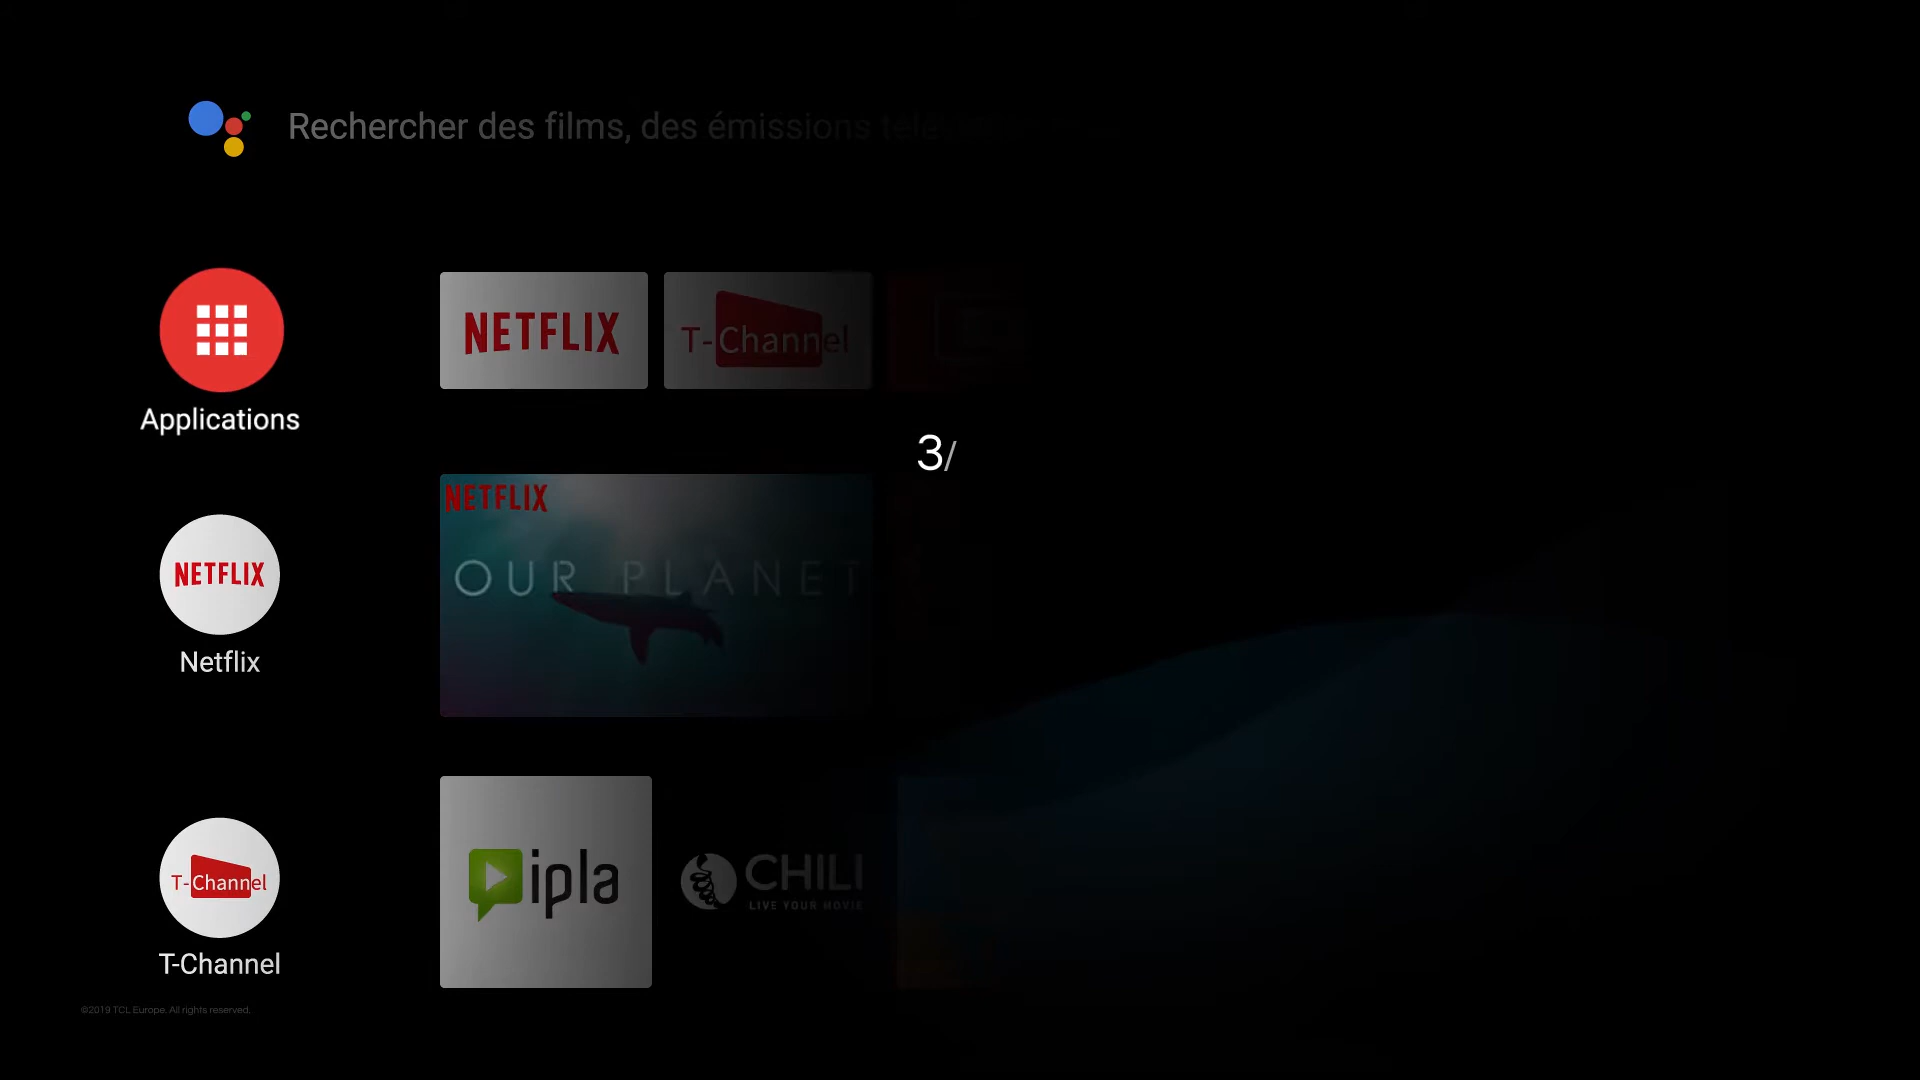 Rechercher des films, des émissions télé
NETFLIX
T-Channel
Applications
3/
NETFLIX
OUR PLANET
NETFLIX
Netflix
ipla
CHILI
LIVE YOUR MOVIE
T-Channel
T-Channel
©2019 TCL Europe. All rights reserved.